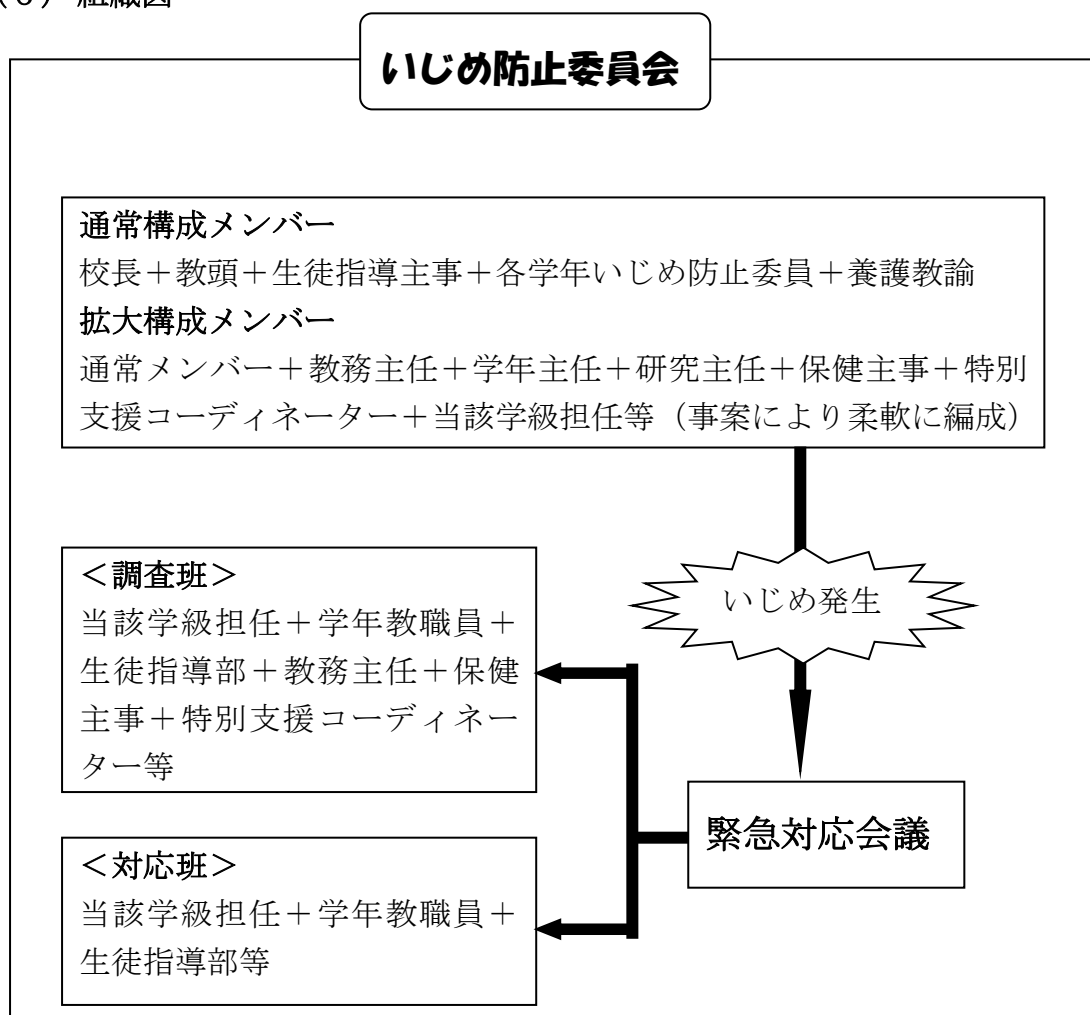 組織図
いじめ防止委員会
通常構成メンバー
校長＋教頭＋生徒指導主事＋各学年いじめ防止委員＋養護教諭
拡大構成メンバー
通常メンバー＋教務主任＋学年主任＋研究主任＋保健主事＋特別
支援コーディネーター＋当該学級担任等（事案により柔軟に編成）
いじめ発生
＜調査班＞
当該学級担任＋学年教職員＋
生徒指導部＋教務主任＋保健
主事＋特別支援コーディネー
ター等
緊急対応会議
＜対応班＞
当該学級担任＋学年教職員＋
生徒指導部等